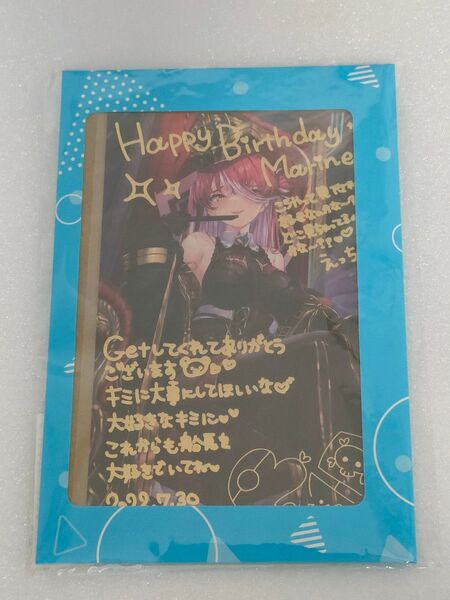 Happy Birthday
Marine
えっち
Getしてくれてありがとう
ございます
キミに大事にしてほしいな♂
大好きなキミに♥
これからも船長を
大好きでいてね
2022.7.30